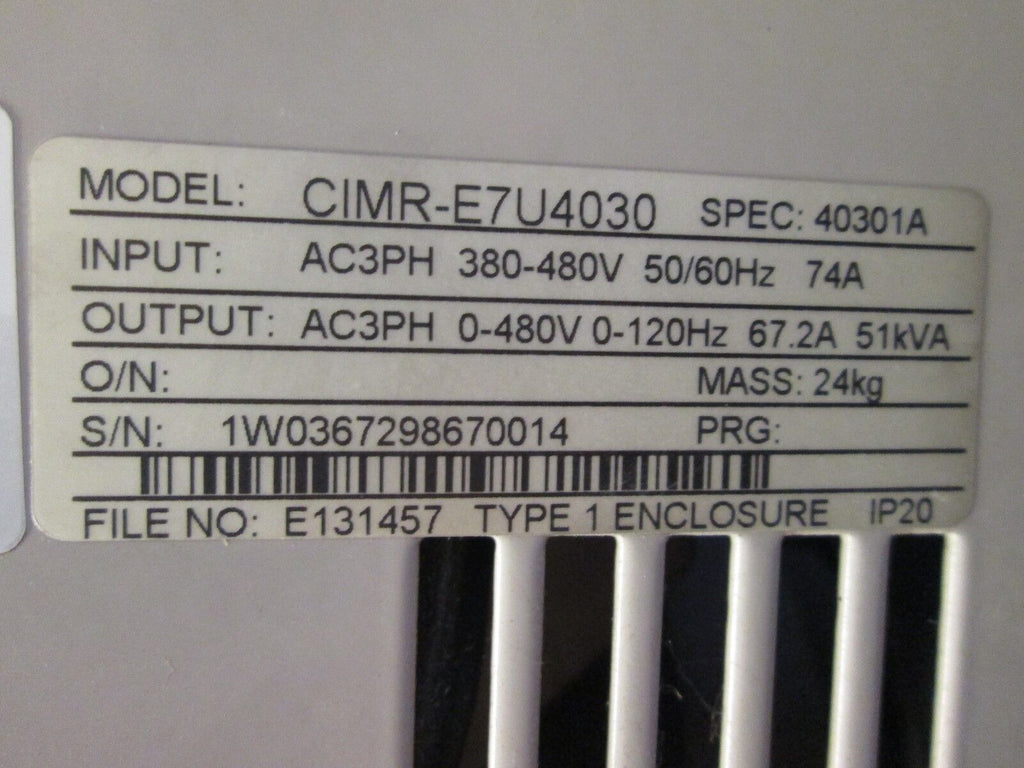 MODEL: CIMR-E7U4030 SPEC: 40301A
INPUT: AC3PH 380-480V 50/60Hz 74A
OUTPUT: AC3PH 0-480V 0-120Hz 67.2A 51kVA
O/N: MASS: 24kg
S/N: 1W0367298670014 PRG:
FILE NO: E131457 TYPE 1 ENCLOSURE IP20